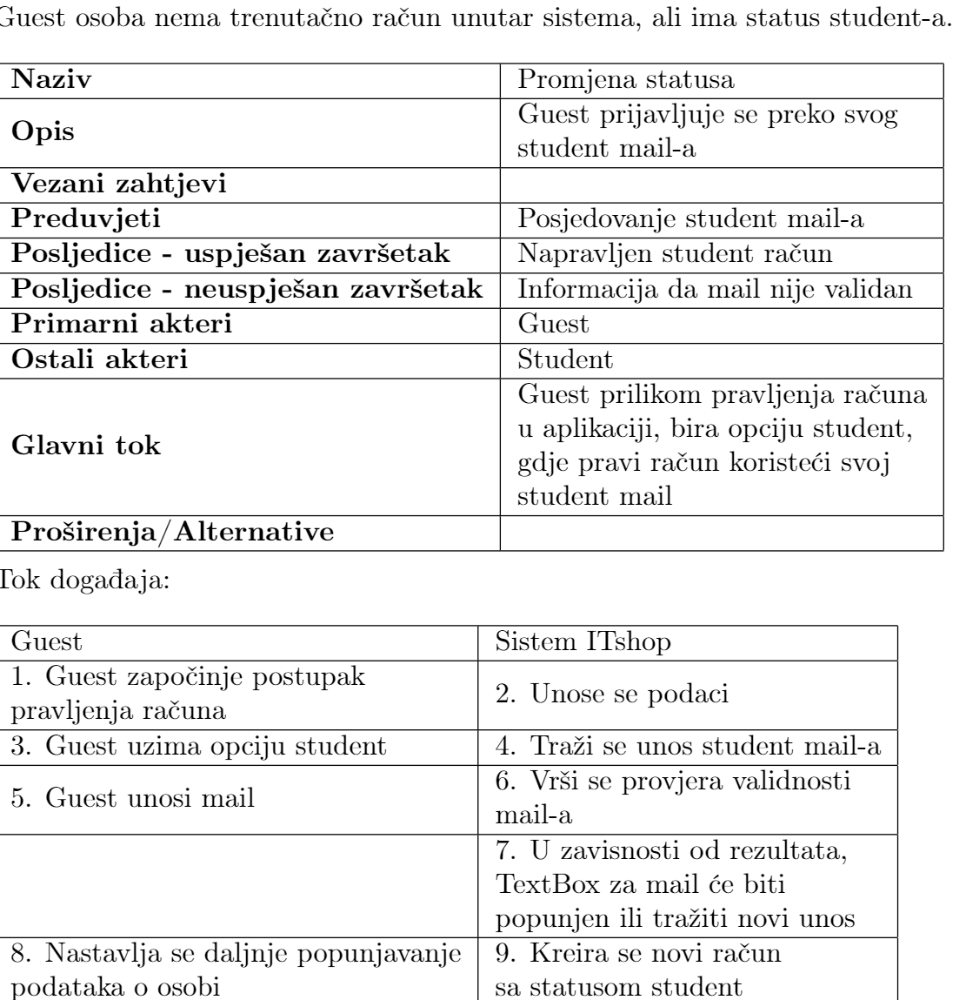 Guest osoba nema trenutačno račun unutar sistema, ali ima status student-a.
Naziv
Promjena statusa
Opis
Guest prijavljuje se preko svog
student mail-a
Vezani zahtjevi
Preduvjeti
Posjedovanje student mail-a
Posljedice - uspješan završetak
Napravljen student račun
Posljedice - neuspješan završetak
Informacija da mail nije validan
Primarni akteri
Guest
Ostali akteri
Student
Glavni tok
Guest prilikom pravljenja računa
u aplikaciji, bira opciju student,
gdje pravi račun koristeći svoj
student mail
Proširenja/Alternative
Tok događaja:
Guest
Sistem ITshop
1. Guest započinje postupak
pravljenja računa
2. Unose se podaci
3. Guest uzima opciju student
4. Traži se unos student mail-a
5. Guest unosi mail
6. Vrši se provjera validnosti
mail-a
7. U zavisnosti od rezultata,
TextBox za mail će biti
popunjen ili tražiti novi unos
8. Nastavlja se daljnje popunjavanje
podataka o osobi
9. Kreira se novi račun
sa statusom student